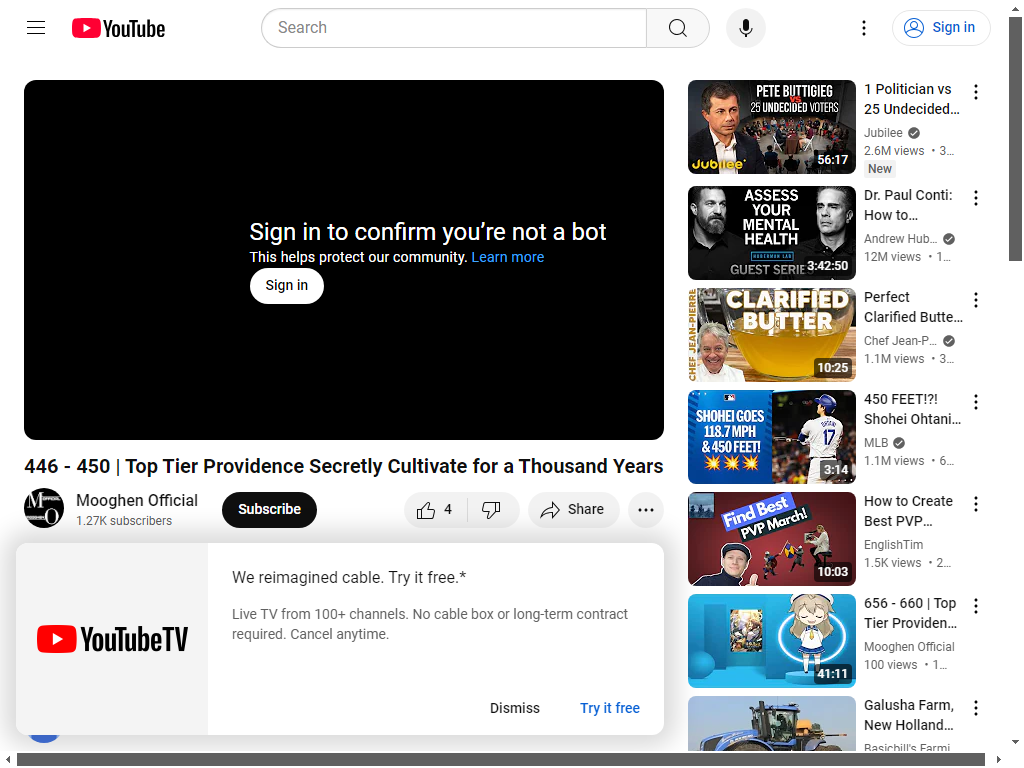 YouTube
Search
Sign in
Sign in to confirm you're not a bot
This helps protect our community. Learn more
Sign in
446 - 450 | Top Tier Providence Secretly Cultivate for a Thousand Years
Mooghen Official
1.27K subscribers
Subscribe
4
Share
We reimagined cable. Try it free.*
Live TV from 100+ channels. No cable box or long-term contract
required. Cancel anytime.
YouTubeTV
Dismiss
Try it free
PETE BUTTIGIEG
VS
25 UNDECIDED VOTERS
Jubilee
56:17
1 Politician vs
25 Undecided...
Jubilee
2.6M views • 3...
New
ASSESS
YOUR
MENTAL
HEALTH
HUBERMAN LAB
GUEST SERIES
3:42:50
Dr. Paul Conti:
How to...
Andrew Hub...
12M views • 1...
CHEF JEAN-PIERRE
CLARIFIED
BUTTER
10:25
Perfect
Clarified Butte...
Chef Jean-P...
1.1M views • 3...
MLB
SHOHEI GOES
118.7 MPH
& 450 FEET!
17
3:14
450 FEET!?!
Shohei Ohtani...
MLB
1.1M views • 6...
Find Best
PVP March!
10:03
How to Create
Best PVP...
EnglishTim
1.5K views • 2...
41:11
656 - 660 | Top
Tier Providen...
Mooghen Official
100 views • 1...
Galusha Farm,
New Holland...
Basichill's Farmi